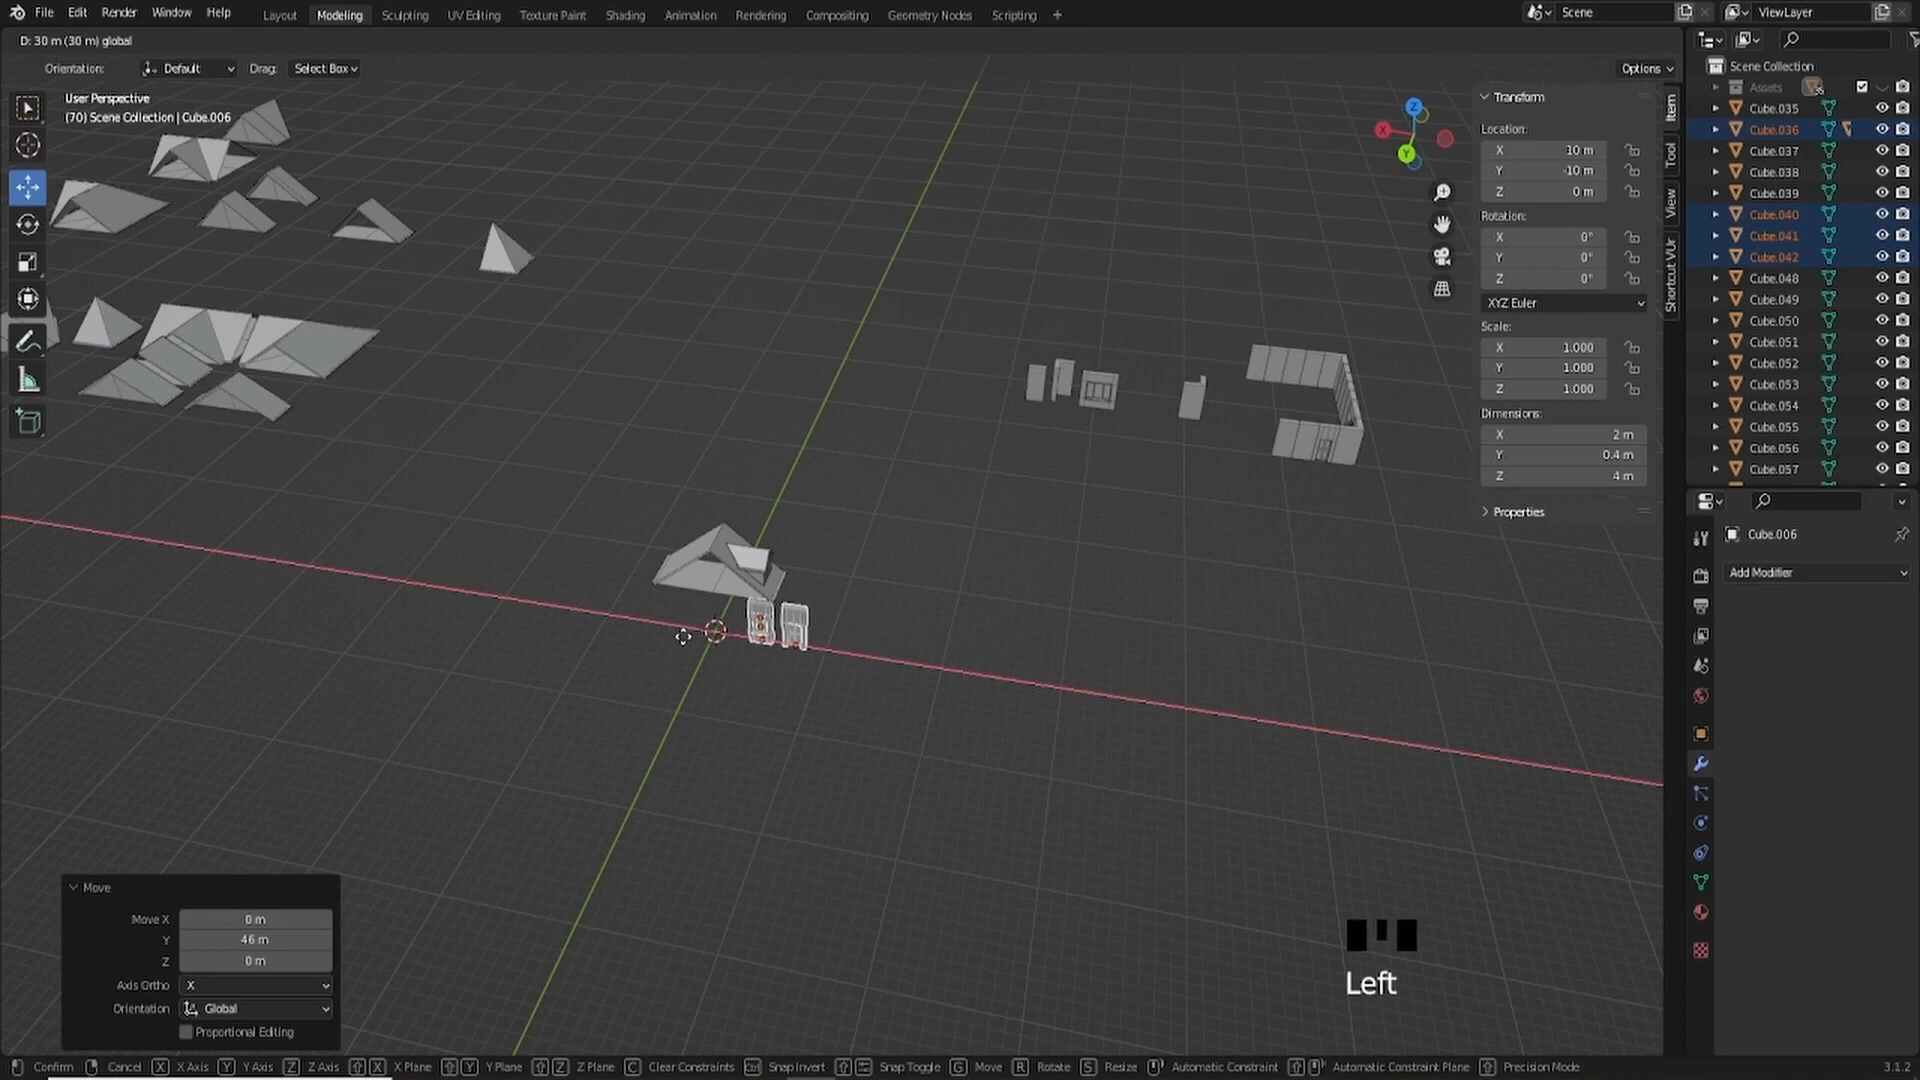 File Edit Render Window Help Layout Modeling Sculpting UV Editing Texture Paint Shading Animation Rendering Compositing Geometry Nodes Scripting + Scene ViewLayer
D: 30 m (30 m) global
Orientation: Default Drag: Select Box Options
User Perspective
(70) Scene Collection | Cube.006
Z
X
Y
Transform
Location:
X 10 m
Y -10 m
Z 0 m
Rotation:
X 0°
Y 0°
Z 0°
XYZ Euler
Scale:
X 1.000
Y 1.000
Z 1.000
Dimensions:
X 2 m
Y 0.4 m
Z 4 m
Properties
Item
Tool
View
Shortcut VUr
Scene Collection
Assets
Cube.035
Cube.036
Cube.037
Cube.038
Cube.039
Cube.040
Cube.041
Cube.042
Cube.048
Cube.049
Cube.050
Cube.051
Cube.052
Cube.053
Cube.054
Cube.055
Cube.056
Cube.057
Cube.006
Add Modifier
Move
Move X 0 m
Y 46 m
Z 0 m
Axis Ortho X
Orientation Global
Proportional Editing
Left
Confirm Cancel X X Axis Y Y Axis Z Z Axis X X Plane Y Y Plane Z Z Plane C Clear Constraints Ctrl Snap Invert Snap Toggle G Move R Rotate S Resize Automatic Constraint Automatic Constraint Plane Precision Mode 3.1.2